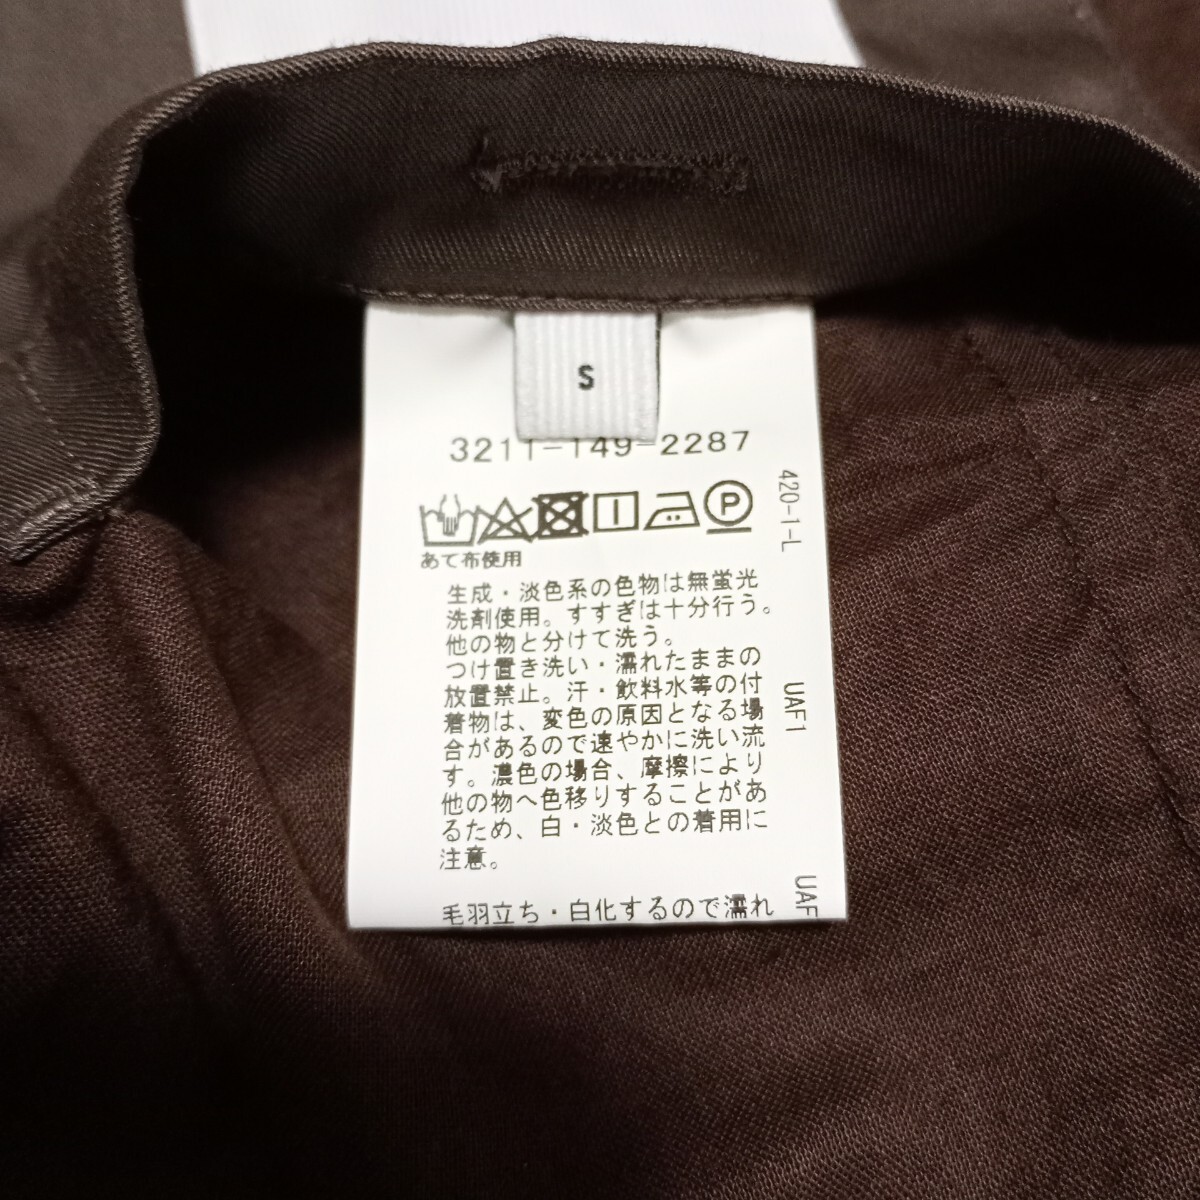 S
3211-149-2287
P
あて布使用
生成・淡色系の色物は無蛍光
洗剤使用。すすぎは十分行う。
他の物と分けて洗う。
つけ置き洗い・濡れたままの
放置禁止。汗・飲料水等の付
着物は、変色の原因となる場
合があるので速やかに洗い流
す。濃色の場合、摩擦により
他の物へ色移りすることがあ
るため、白・淡色との着用に
注意。
毛羽立ち・白化するので濡れ
420-1-L
UAF1
UAF